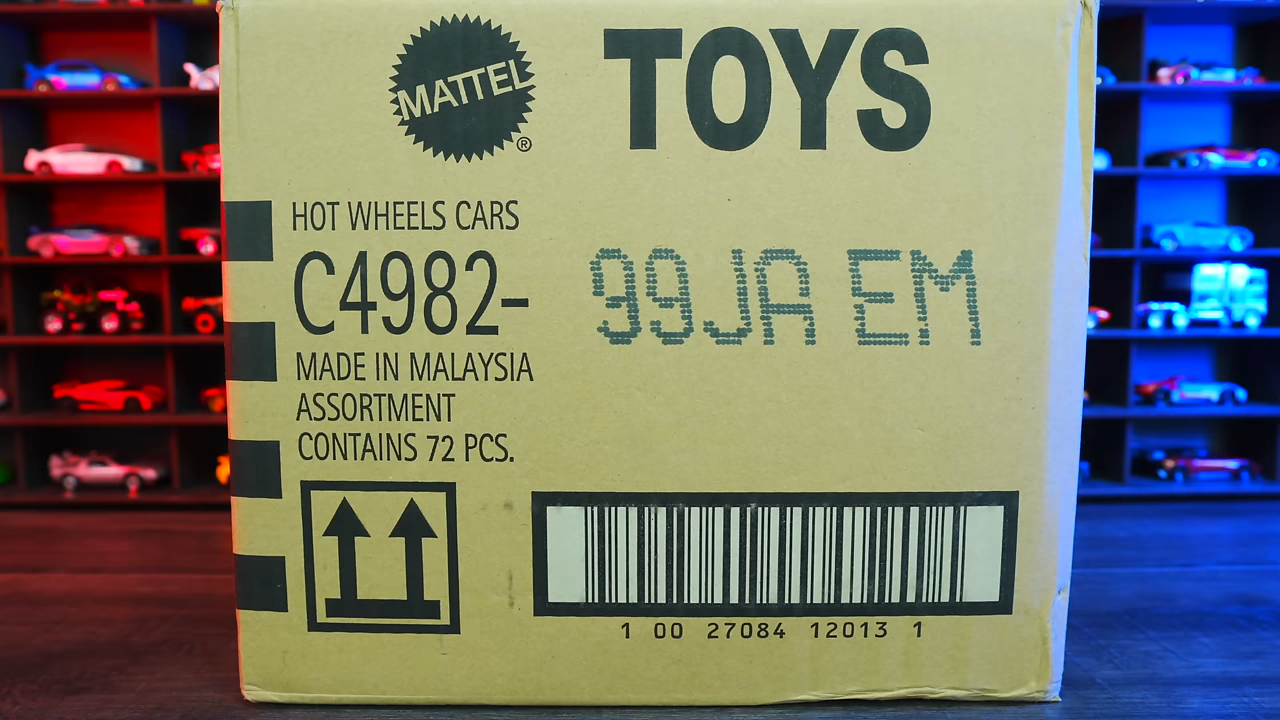 MATTEL ®
TOYS
HOT WHEELS CARS
C4982-
99JA EM
MADE IN MALAYSIA
ASSORTMENT
CONTAINS 72 PCS.
1 00 27084 12013 1